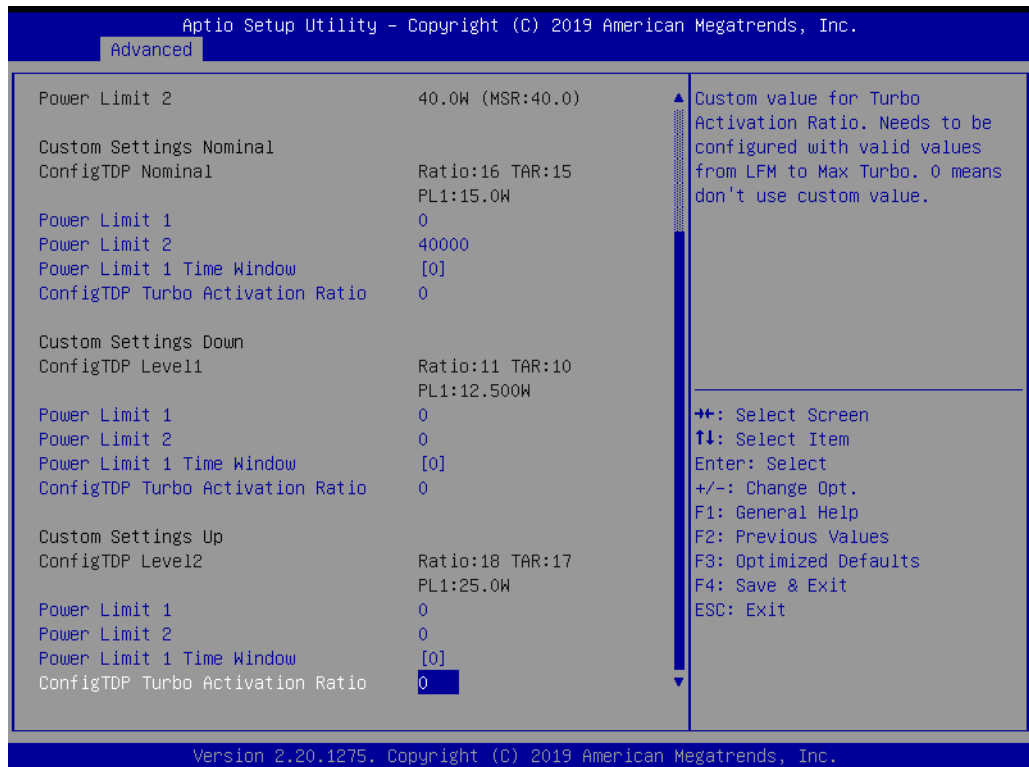 Aptio Setup Utility – Copyright (C) 2019 American Megatrends, Inc.
Advanced
Power Limit 2 40.0W (MSR:40.0)
Custom Settings Nominal
ConfigTDP Nominal Ratio:16 TAR:15
PL1:15.0W
Power Limit 1 0
Power Limit 2 40000
Power Limit 1 Time Window [0]
ConfigTDP Turbo Activation Ratio 0
Custom Settings Down
ConfigTDP Level1 Ratio:11 TAR:10
PL1:12.500W
Power Limit 1 0
Power Limit 2 0
Power Limit 1 Time Window [0]
ConfigTDP Turbo Activation Ratio 0
Custom Settings Up
ConfigTDP Level2 Ratio:18 TAR:17
PL1:25.0W
Power Limit 1 0
Power Limit 2 0
Power Limit 1 Time Window [0]
ConfigTDP Turbo Activation Ratio 0
Custom value for Turbo
Activation Ratio. Needs to be
configured with valid values
from LFM to Max Turbo. 0 means
don't use custom value.
→←: Select Screen
↑↓: Select Item
Enter: Select
+/-: Change Opt.
F1: General Help
F2: Previous Values
F3: Optimized Defaults
F4: Save & Exit
ESC: Exit
Version 2.20.1275. Copyright (C) 2019 American Megatrends, Inc.